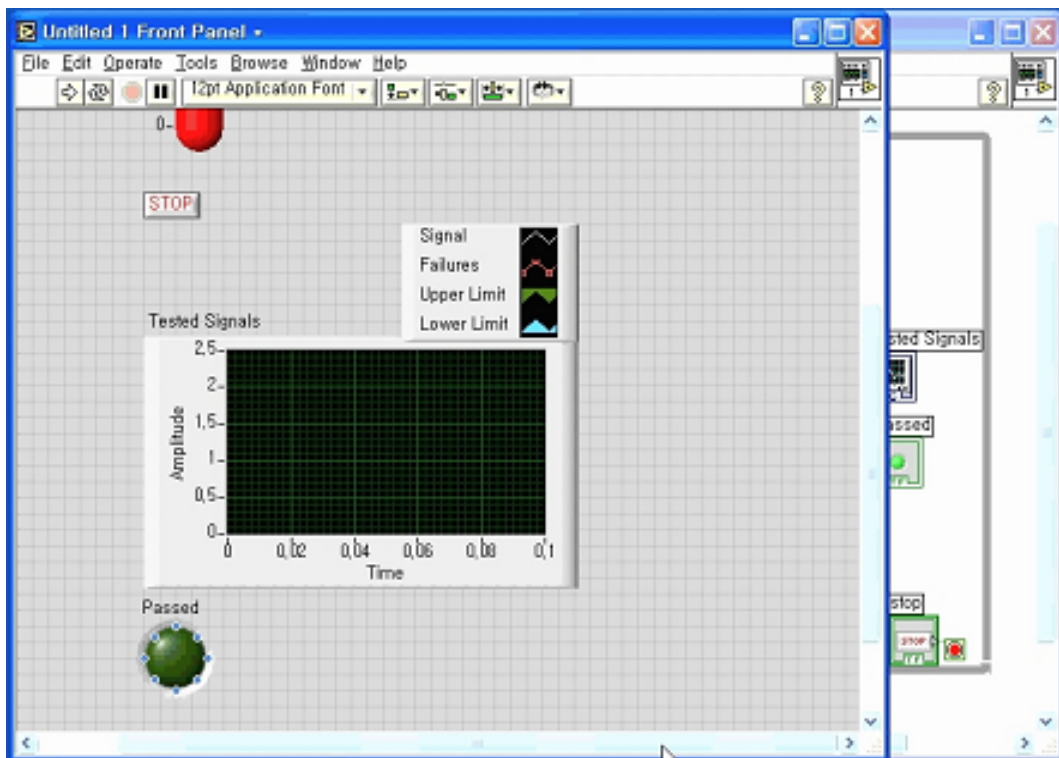 Untitled 1 Front Panel
File Edit Operate Tools Browse Window Help
12pt Application Font
?
1
?
1
0
STOP
Signal
Failures
Upper Limit
Lower Limit
Tested Signals
2,5
2
1,5
1
0,5
0
Amplitude
0 0,02 0,04 0,06 0,08 0,1
Time
Passed
sted Signals
assed
stop
STOP